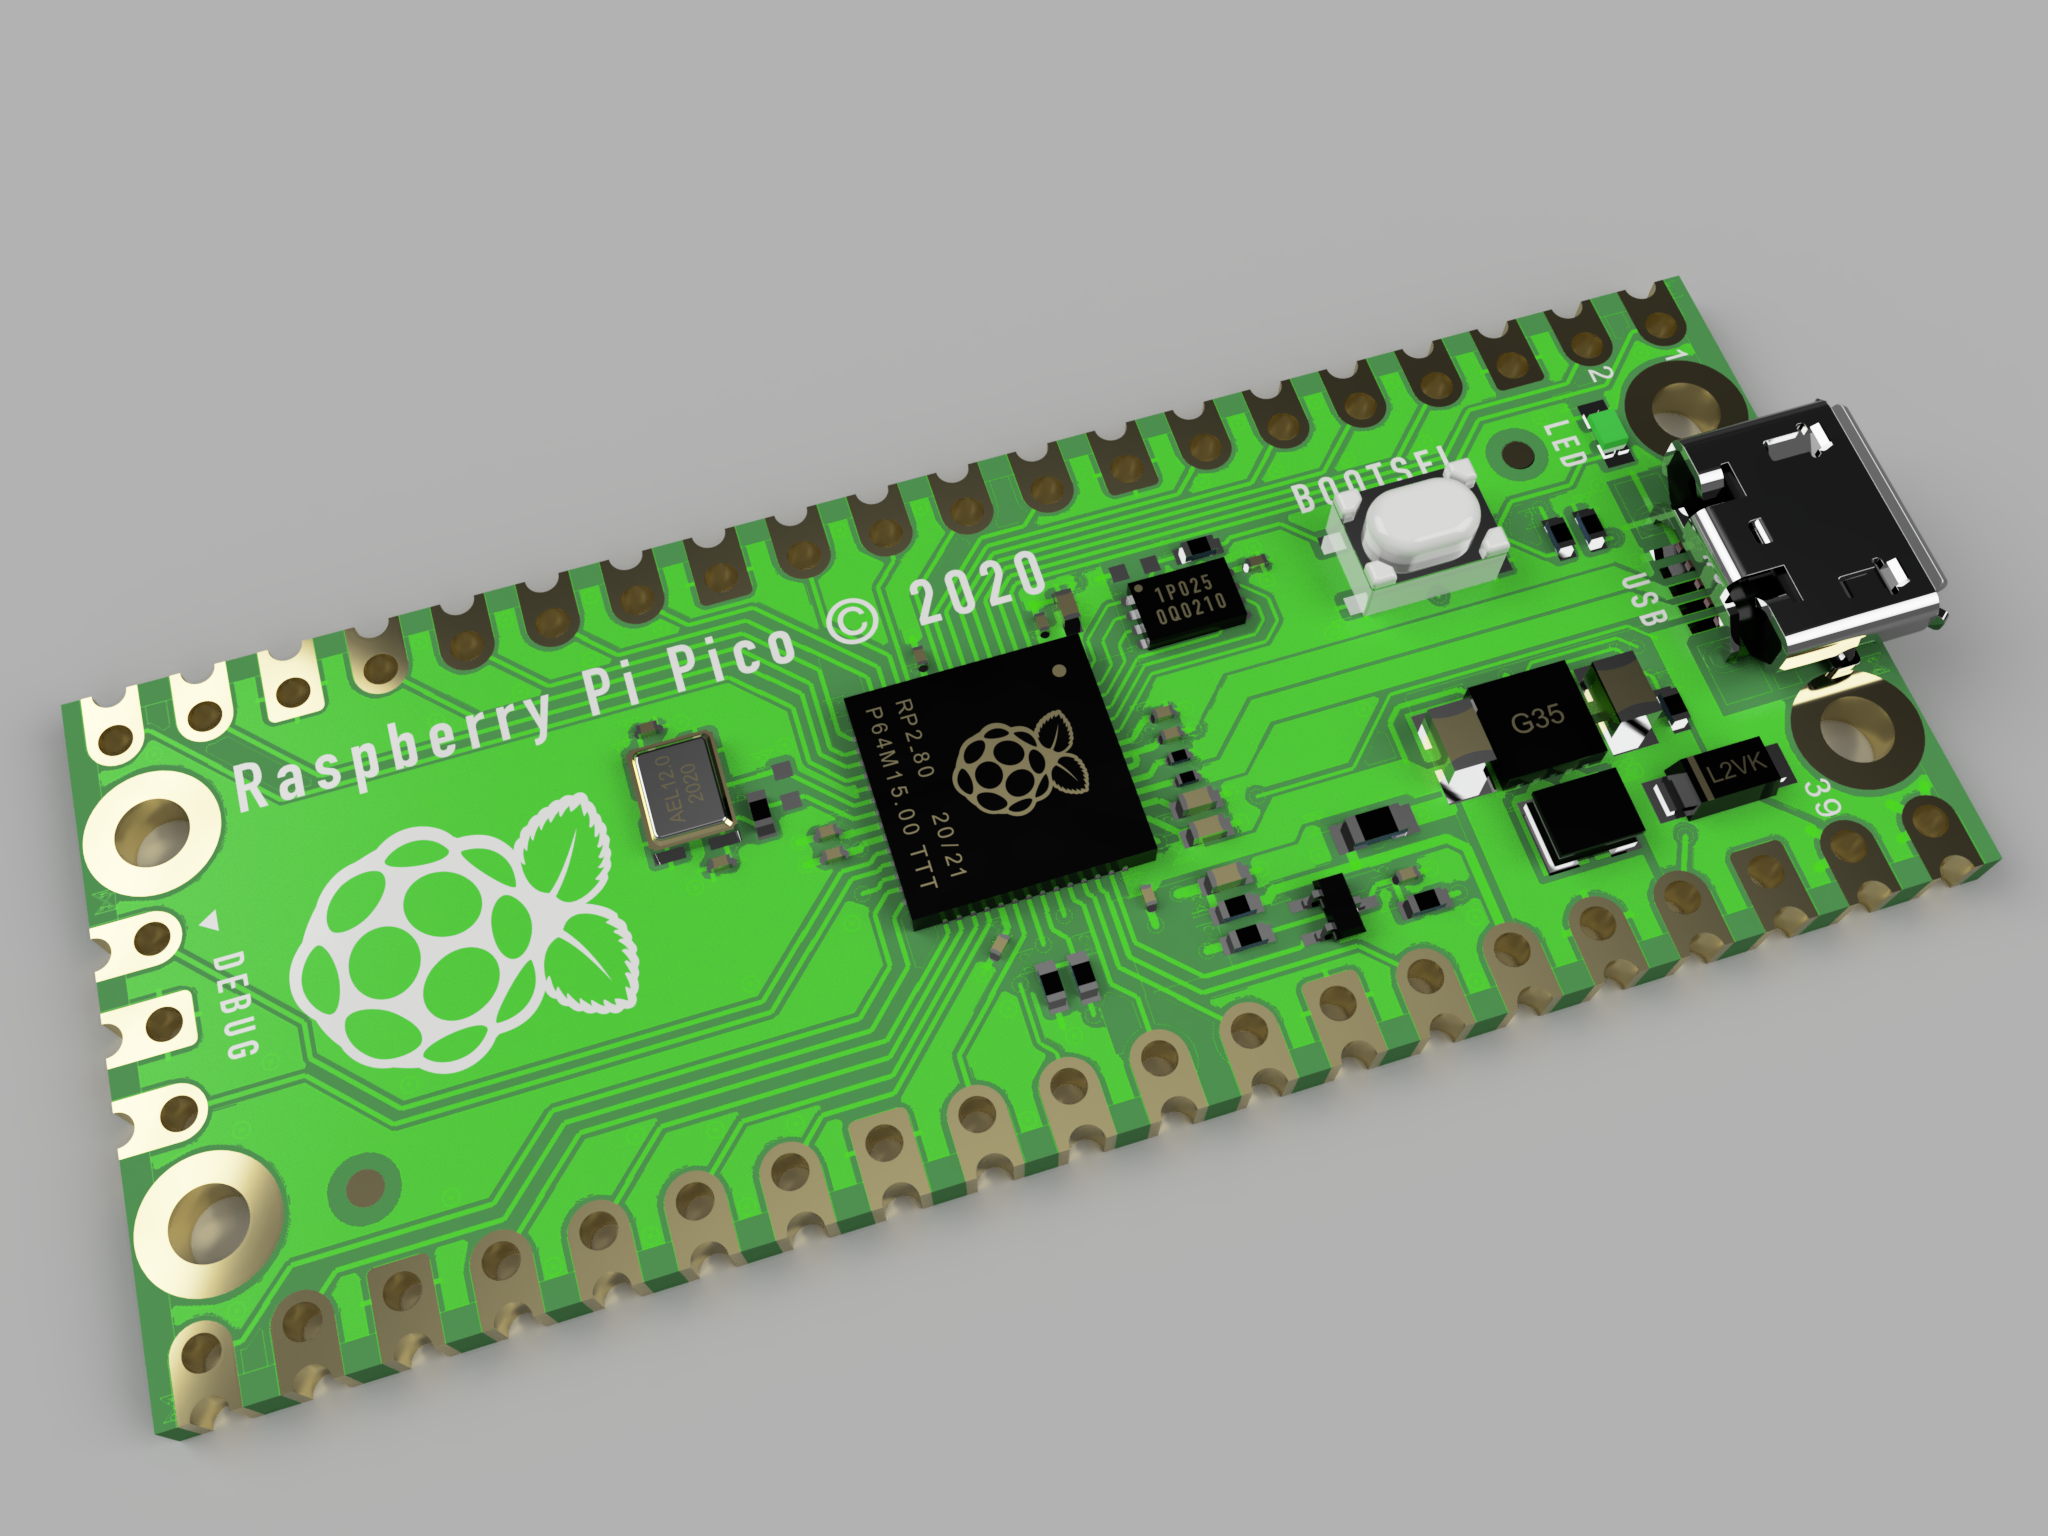 Raspberry Pi Pico © 2020
BOOTSEL
LED
1
2
USB
1P025
0Q0210
RP2-80 20/21
P64M15.00 TTT
AEL12.0
2020
G35
L2VK
39
DEBUG